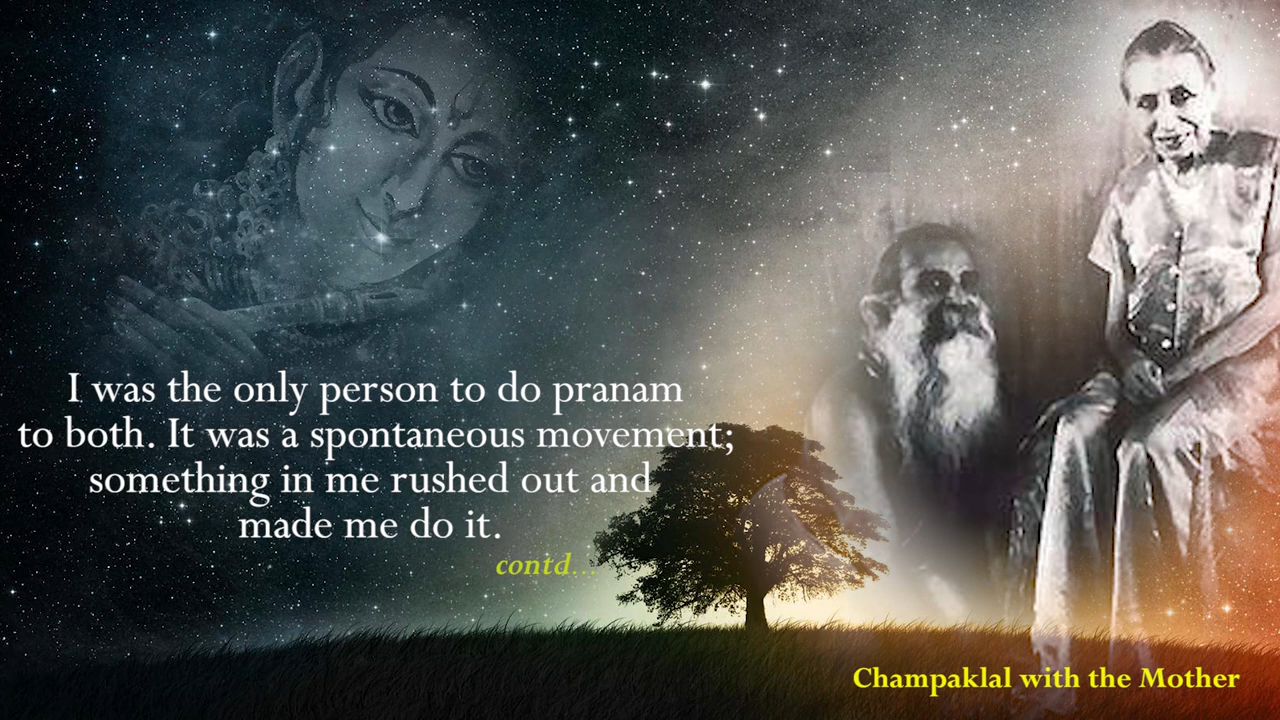 I was the only person to do pranam
to both. It was a spontaneous movement;
something in me rushed out and
made me do it.
contd...
Champaklal with the Mother